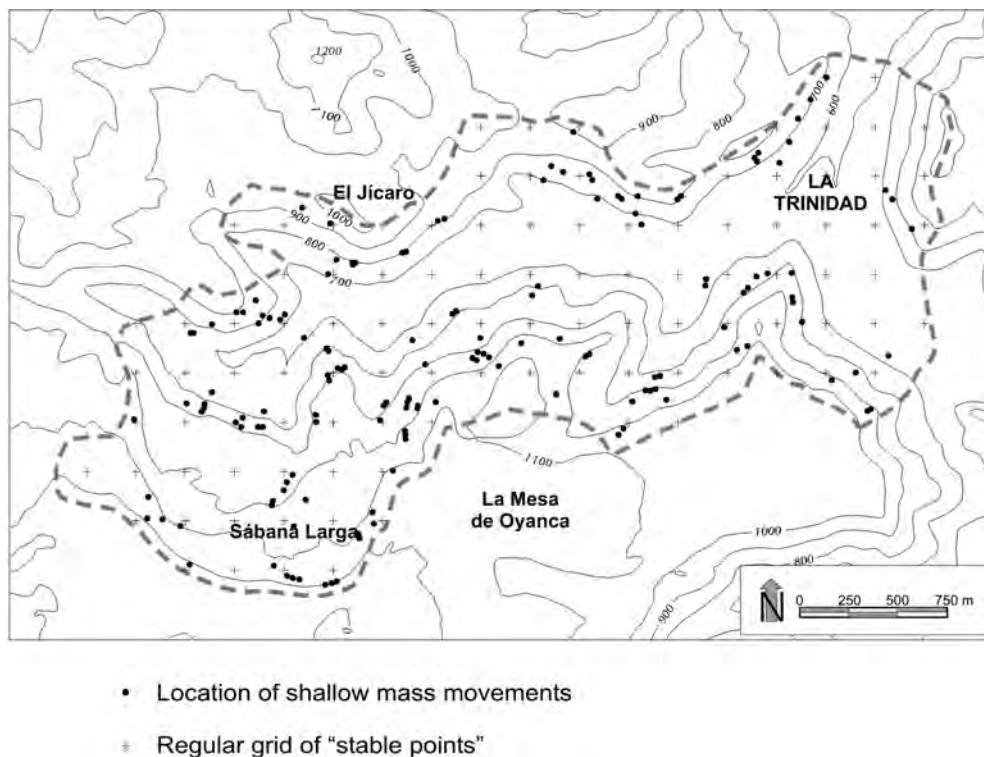 1200
1000
1100
900
800
700
600
El Jícaro
LA
TRINIDAD
900
1000
800
700
1100
La Mesa
de Oyanca
Sábana Larga
1000
800
900
0
N
0 250 500 750 m
Location of shallow mass movements
Regular grid of "stable points"